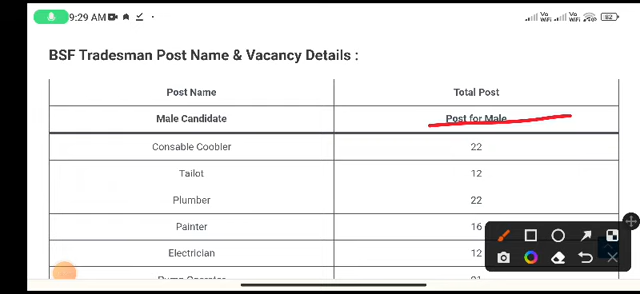 9:29 AM
82
BSF Tradesman Post Name & Vacancy Details :
Post Name Total Post
Male Candidate Post for Male
Consable Coobler 22
Tailot 12
Plumber 22
Painter 16
Electrician 12